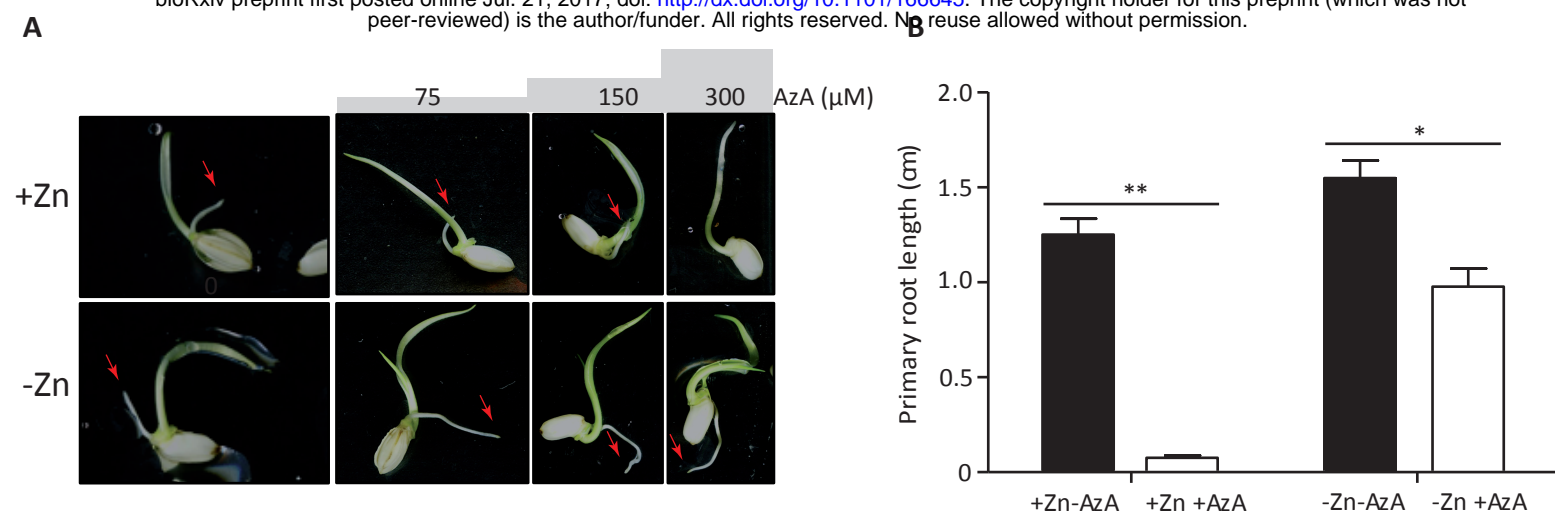 bioRxiv preprint first posted online Jul. 21, 2017; doi: http://dx.doi.org/10.1101/166645. The copyright holder for this preprint (which was not
peer-reviewed) is the author/funder. All rights reserved. No reuse allowed without permission.
A
75 150 300 AzA (μM)
+Zn
0
-Zn
B
Primary root length (cm)
2.0
1.5
1.0
0.5
0
**
*
+Zn-AzA +Zn +AzA -Zn-AzA -Zn +AzA